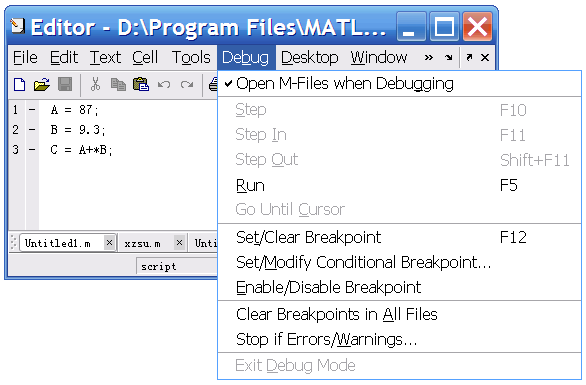 Editor - D:\Program Files\MATL...
File Edit Text Cell Tools Debug Desktop Window
1 - A = 87;
2 - B = 9.3;
3 - C = A+*B;
Untitled1.m xzsu.m Unti
script
Open M-Files when Debugging
Step F10
Step In F11
Step Out Shift+F11
Run F5
Go Until Cursor
Set/Clear Breakpoint F12
Set/Modify Conditional Breakpoint...
Enable/Disable Breakpoint
Clear Breakpoints in All Files
Stop if Errors/Warnings...
Exit Debug Mode